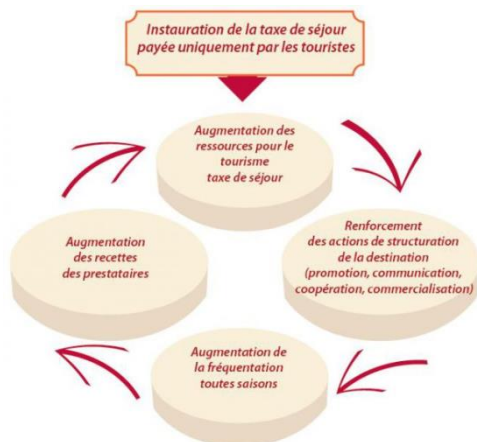 Instauration de la taxe de séjour
payée uniquement par les touristes
Augmentation des
ressources pour le
tourisme
taxe de séjour
Renforcement
des actions de structuration
de la destination
(promotion, communication,
coopération, commercialisation)
Augmentation de
la fréquentation
toutes saisons
Augmentation
des recettes
des prestataires